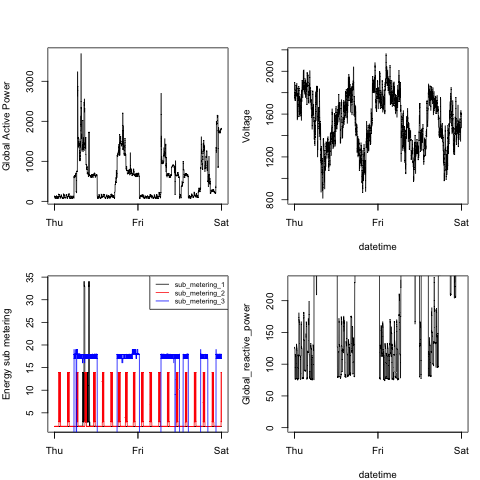 Global Active Power
0 1000 2000 3000
Thu Fri Sat
Voltage
800 1200 1600 2000
Thu Fri Sat
datetime
Energy sub metering
5 10 15 20 25 30 35
sub_metering_1
sub_metering_2
sub_metering_3
Thu Fri Sat
Global_reactive_power
0 50 100 150 200
Thu Fri Sat
datetime